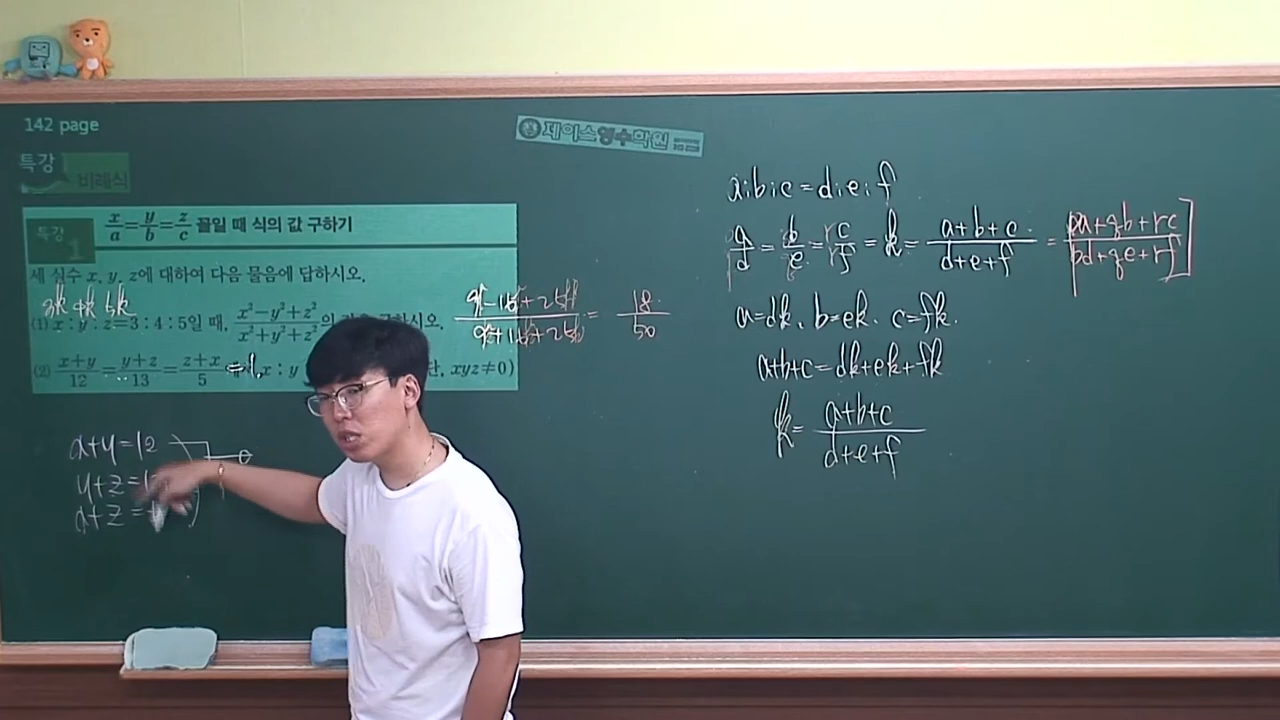 142 page
제이스영수학원
특강
비례식
특강 1
x/a = y/b = z/c 꼴일 때 식의 값 구하기
세 실수 x, y, z에 대하여 다음 물음에 답하시오.
3k 4k 5k
(1) x : y : z = 3 : 4 : 5일 때, (x²-y²+z²)/(x²+y²+z²)의
= 18/50
(2) (x+y)/12 = (y+z)/13 = (z+x)/5 = 1 x : y 단, xyz≠0)
x+y=12
y+z=
x+z=
a:b:c=d:e:f
= k = (a+b+c)/(d+e+f) = (pa+qb+rc)/(pd+qe+rf)
a=dk, b=ek, c=fk.
a+b+c=dk+ek+fk
k = (a+b+c)/(d+e+f)